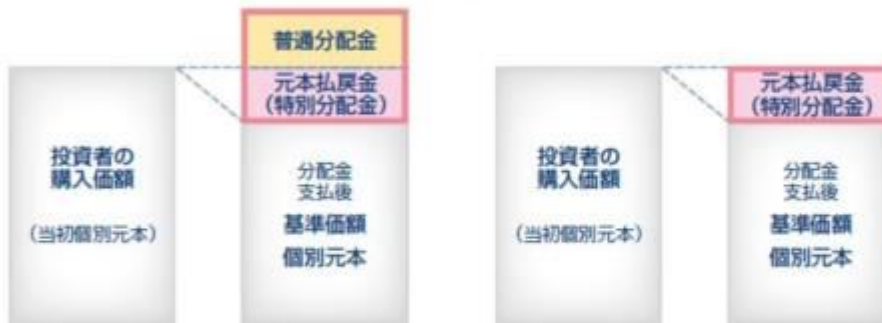 普通分配金
元本払戻金
(特別分配金)
投資者の
購入価額
(当初個別元本)
分配金
支払後
基準価額
個別元本
元本払戻金
(特別分配金)
投資者の
購入価額
(当初個別元本)
分配金
支払後
基準価額
個別元本